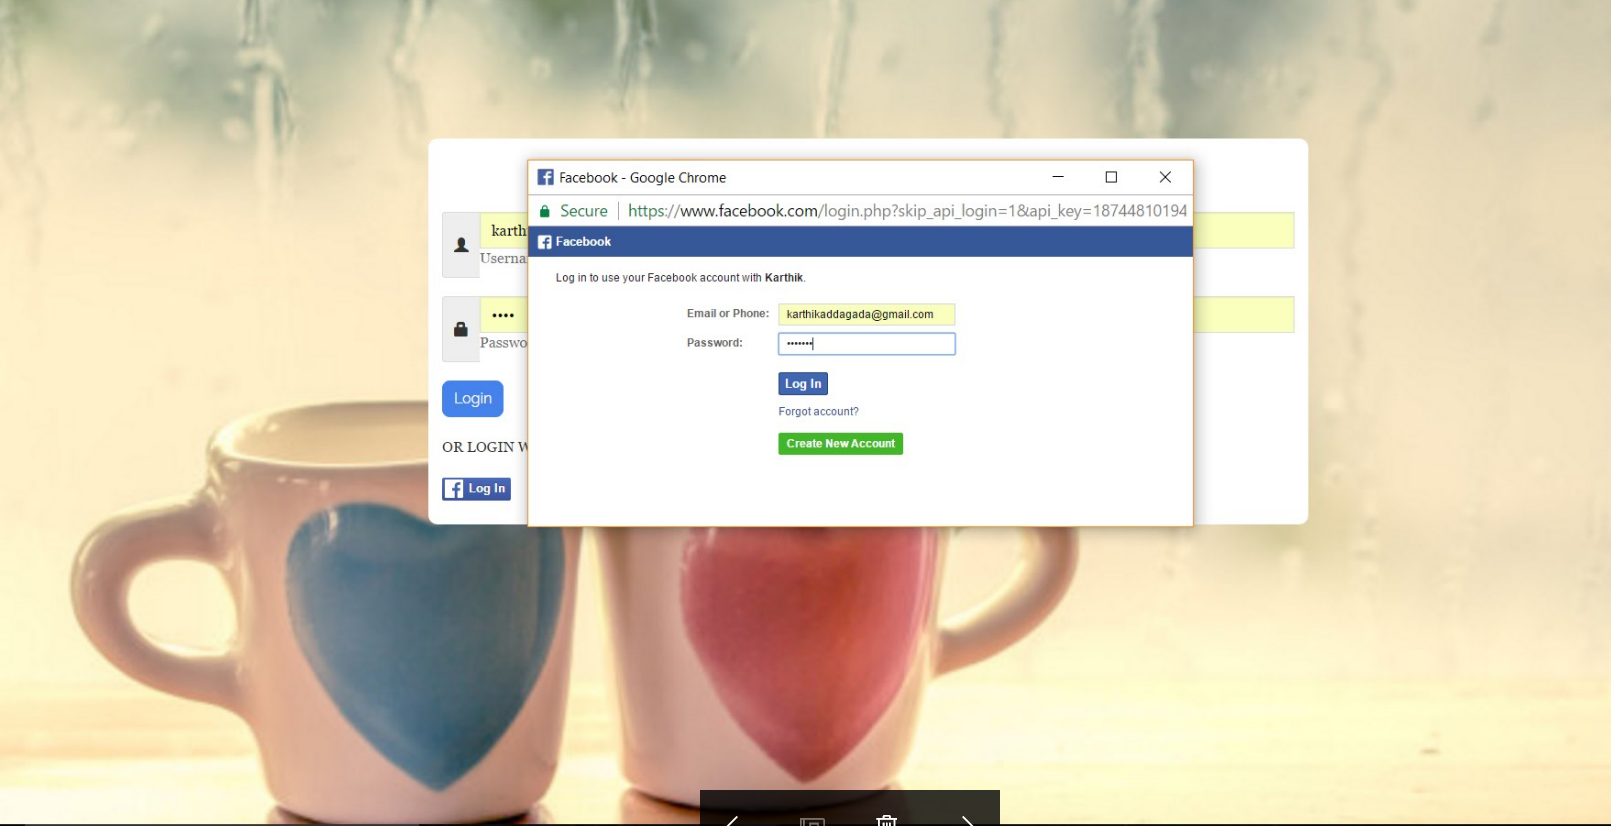 Facebook - Google Chrome
Secure https://www.facebook.com/login.php?skip_api_login=1&api_key=18744810194
Facebook
Log in to use your Facebook account with Karthik.
Email or Phone: karthikaddagada@gmail.com
Password: •••••••
Log In
Forgot account?
Create New Account
karth
Userna
••••
Passwo
Login
OR LOGIN W
Log In